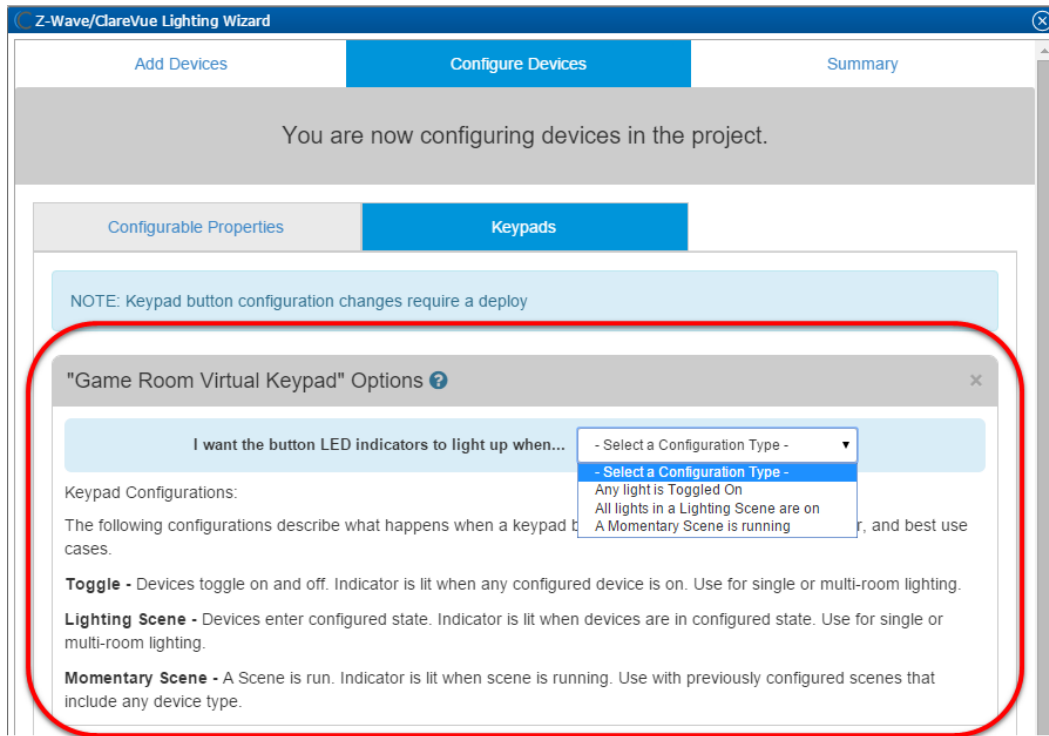 Z-Wave/ClareVue Lighting Wizard
Add Devices
Configure Devices
Summary
You are now configuring devices in the project.
Configurable Properties
Keypads
NOTE: Keypad button configuration changes require a deploy
"Game Room Virtual Keypad" Options
I want the button LED indicators to light up when... - Select a Configuration Type -
- Select a Configuration Type -
Any light is Toggled On
All lights in a Lighting Scene are on
A Momentary Scene is running
Keypad Configurations:
The following configurations describe what happens when a keypad , and best use
cases.
Toggle - Devices toggle on and off. Indicator is lit when any configured device is on. Use for single or multi-room lighting.
Lighting Scene - Devices enter configured state. Indicator is lit when devices are in configured state. Use for single or
multi-room lighting.
Momentary Scene - A Scene is run. Indicator is lit when scene is running. Use with previously configured scenes that
include any device type.